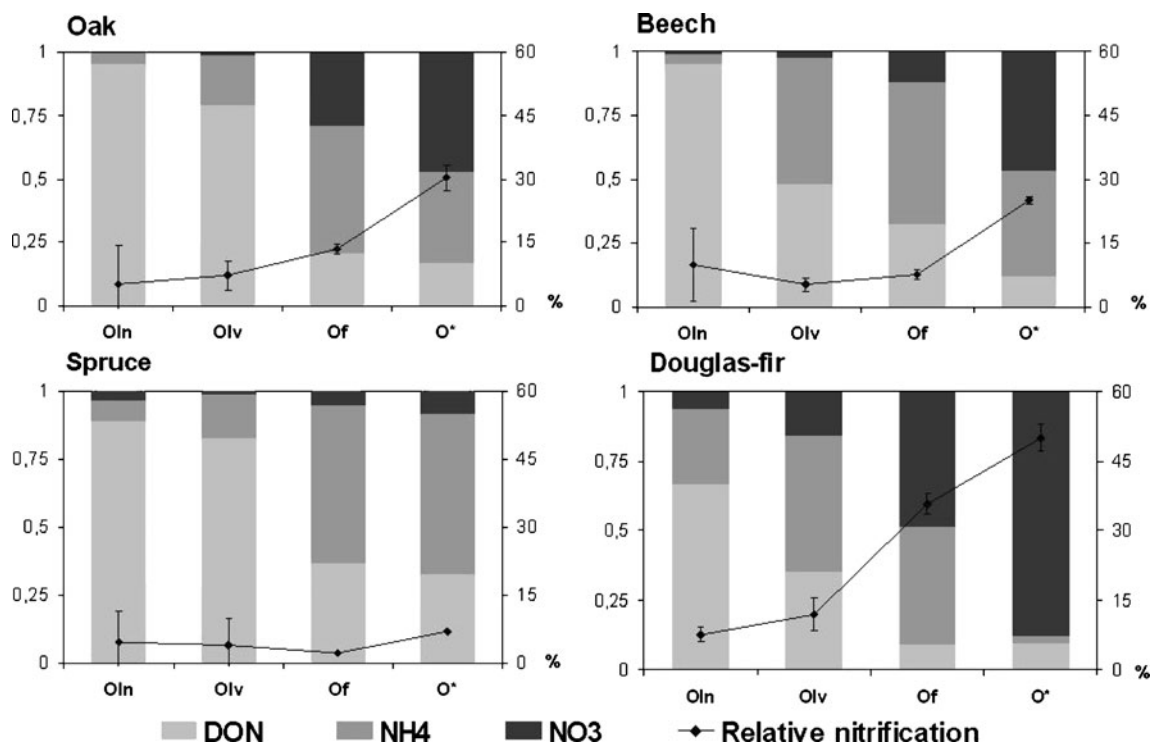 Oak
1 60
0,75 45
0,5 30
0,25 15
0 0 %
Oln Olv Of O*
Beech
1 60
0,75 45
0,5 30
0,25 15
0 0 %
Oln Olv Of O*
Spruce
1 60
0,75 45
0,5 30
0,25 15
0 0 %
Oln Olv Of O*
Douglas-fir
1 60
0,75 45
0,5 30
0,25 15
0 0 %
Oln Olv Of O*
DON NH4 NO3 Relative nitrification